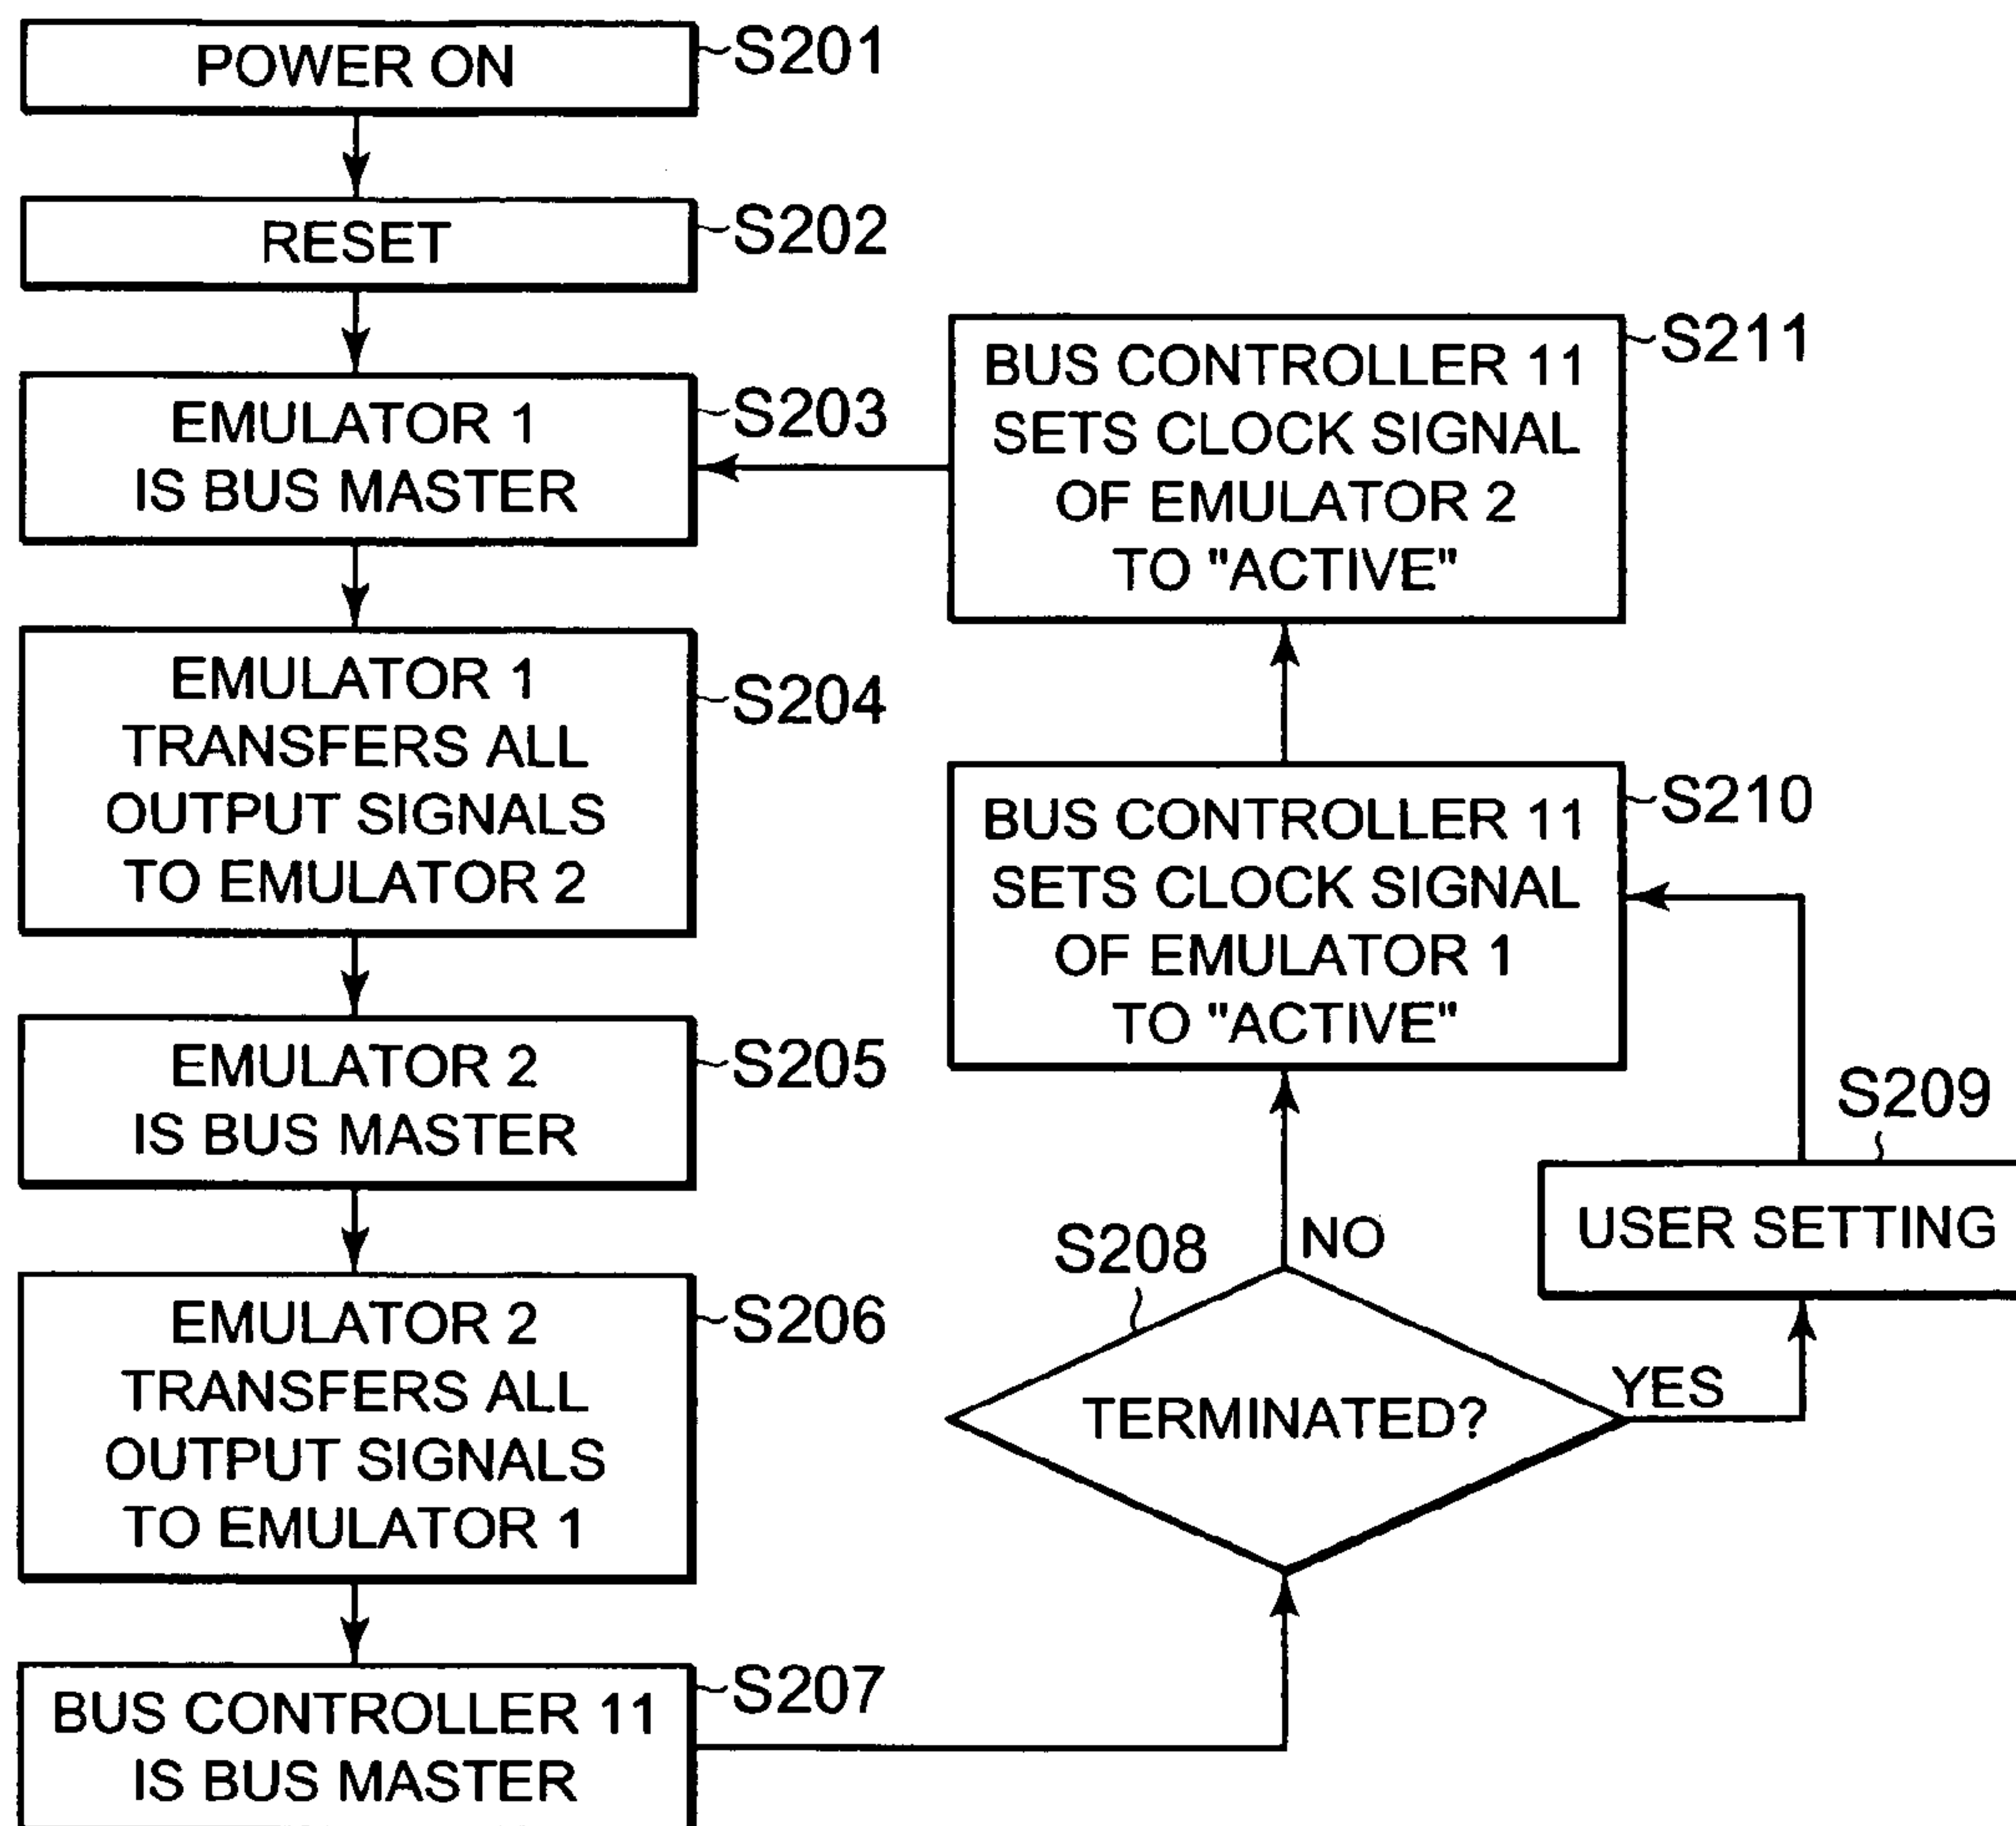 POWER ON
S201
RESET
S202
EMULATOR 1
IS BUS MASTER
S203
EMULATOR 1
TRANSFERS ALL
OUTPUT SIGNALS
TO EMULATOR 2
S204
EMULATOR 2
IS BUS MASTER
S205
EMULATOR 2
TRANSFERS ALL
OUTPUT SIGNALS
TO EMULATOR 1
S206
BUS CONTROLLER 11
IS BUS MASTER
S207
S208
TERMINATED?
NO
YES
S209
USER SETTING
BUS CONTROLLER 11
SETS CLOCK SIGNAL
OF EMULATOR 1
TO "ACTIVE"
S210
BUS CONTROLLER 11
SETS CLOCK SIGNAL
OF EMULATOR 2
TO "ACTIVE"
S211